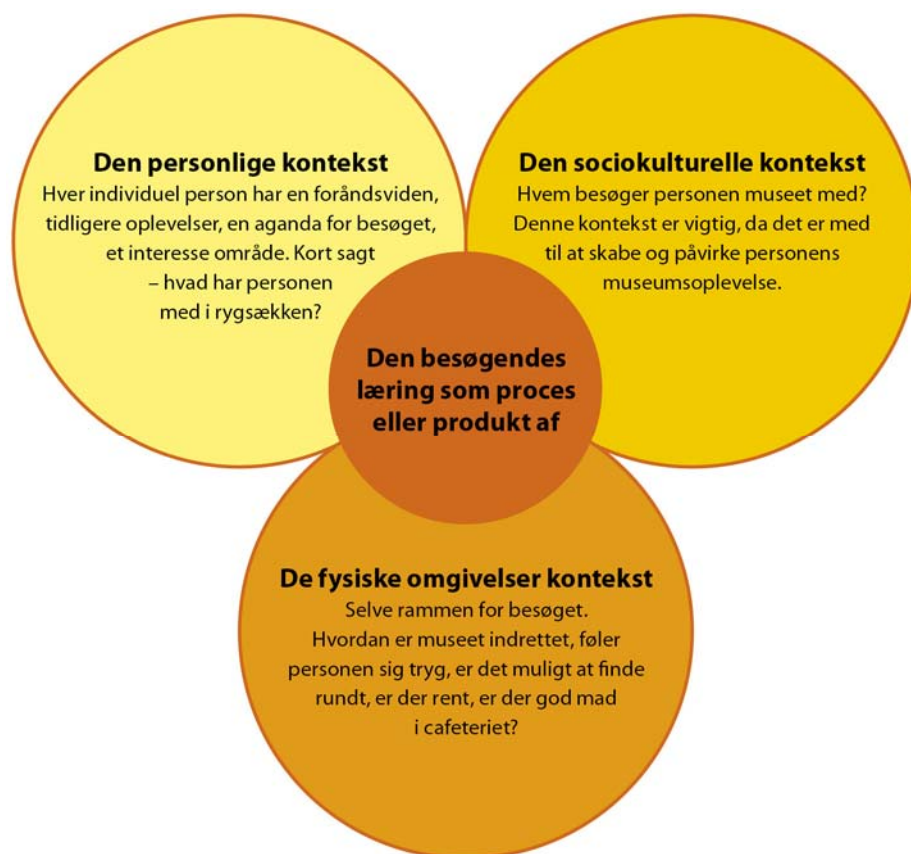 Den personlige kontekst
Hver individuel person har en foråndsviden,
tidligere oplevelser, en aganda for besøget,
et interesse område. Kort sagt
– hvad har personen
med i rygsækken?
Den sociokulturelle kontekst
Hvem besøger personen museet med?
Denne kontekst er vigtig, da det er med
til at skabe og påvirke personens
museumsoplevelse.
Den besøgendes
læring som proces
eller produkt af
De fysiske omgivelser kontekst
Selve rammen for besøget.
Hvordan er museet indrettet, føler
personen sig tryg, er det muligt at finde
rundt, er der rent, er der god mad
i cafeteriet?